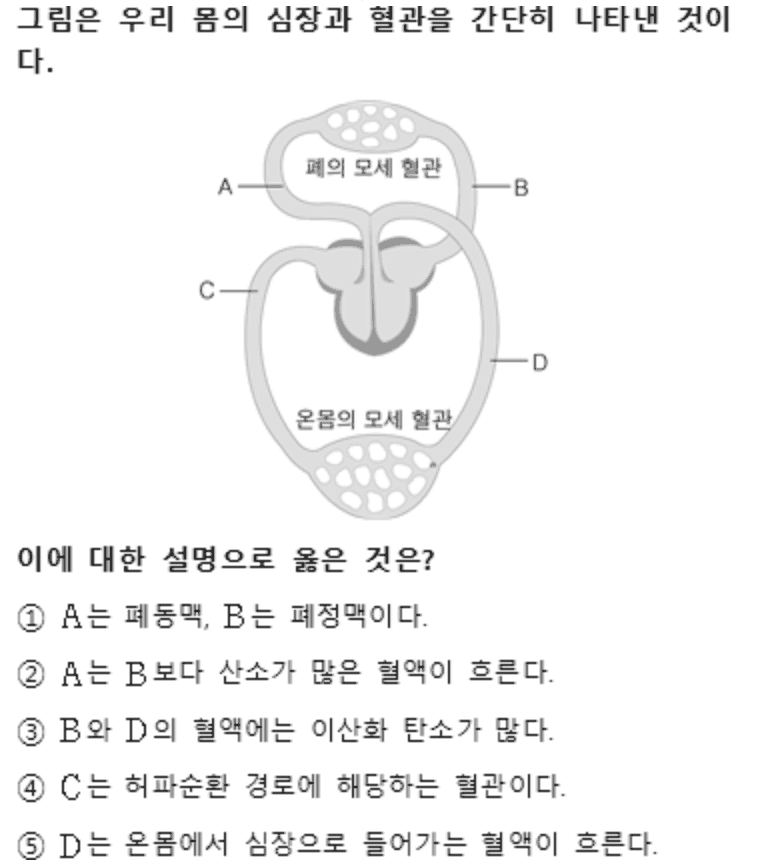 그림은 우리 몸의 심장과 혈관을 간단히 나타낸 것이
다.
폐의 모세 혈관
A
B
C
D
온몸의 모세 혈관
이에 대한 설명으로 옳은 것은?
① A는 폐동맥, B는 폐정맥이다.
② A는 B보다 산소가 많은 혈액이 흐른다.
③ B와 D의 혈액에는 이산화 탄소가 많다.
④ C는 허파순환 경로에 해당하는 혈관이다.
⑤ D는 온몸에서 심장으로 들어가는 혈액이 흐른다.